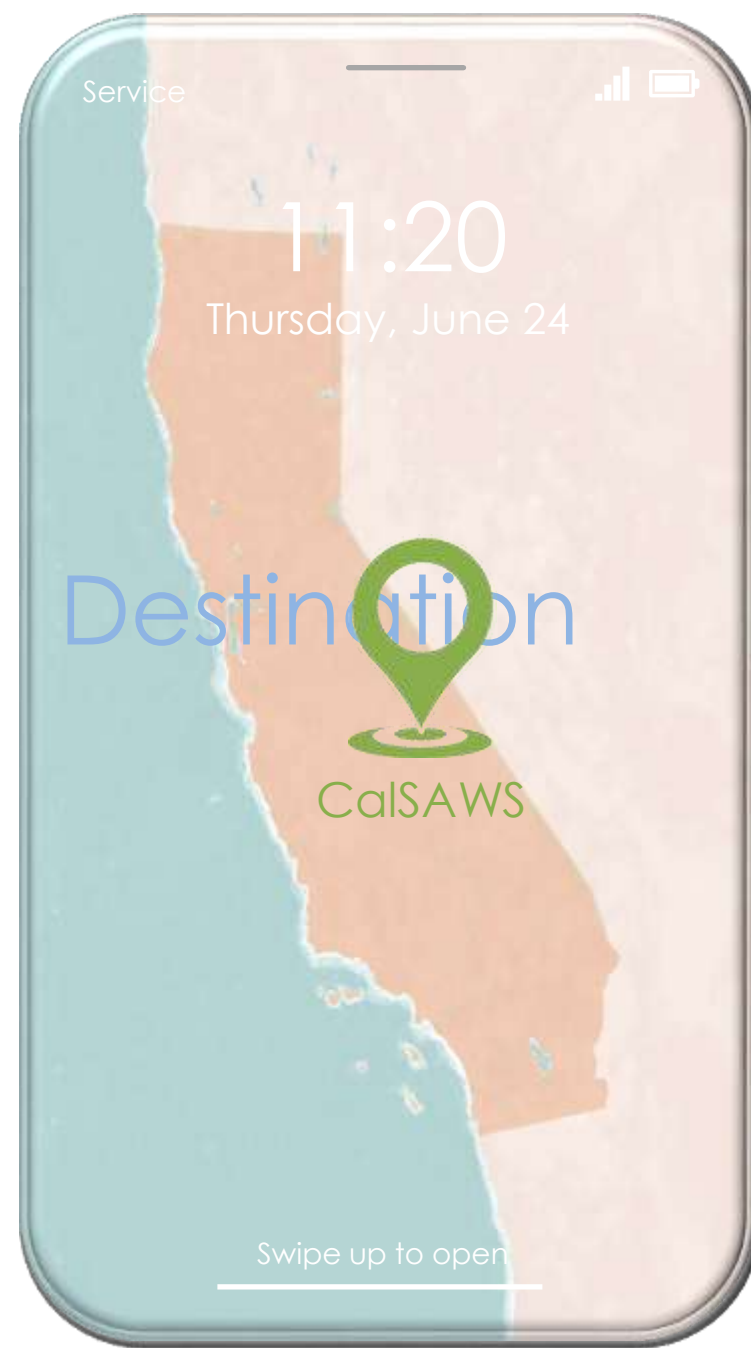 Service
11:20
Thursday, June 24
Destination
CalSAWS
Swipe up to open